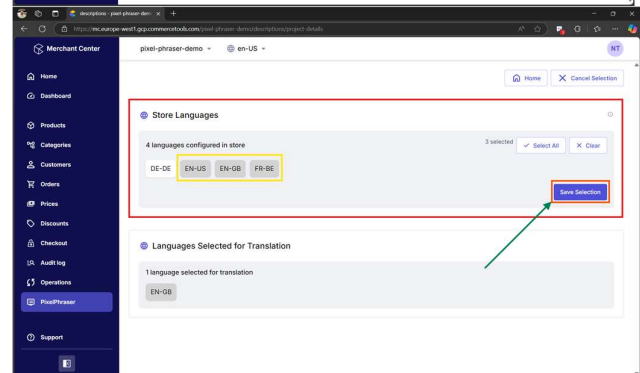 descriptions - pixel-phraser-demo
https://mc.europe-west1.gcp.commercetools.com/pixel-phraser-demo/descriptions/project-details
Merchant Center
pixel-phraser-demo
en-US
NT
Home
Dashboard
Products
Categories
Customers
Orders
Prices
Discounts
Checkout
Audit log
Operations
PixelPhraser
Support
Home
Cancel Selection
Store Languages
4 languages configured in store
3 selected
Select All
Clear
DE-DE EN-US EN-GB FR-BE
Save Selection
Languages Selected for Translation
1 language selected for translation
EN-GB